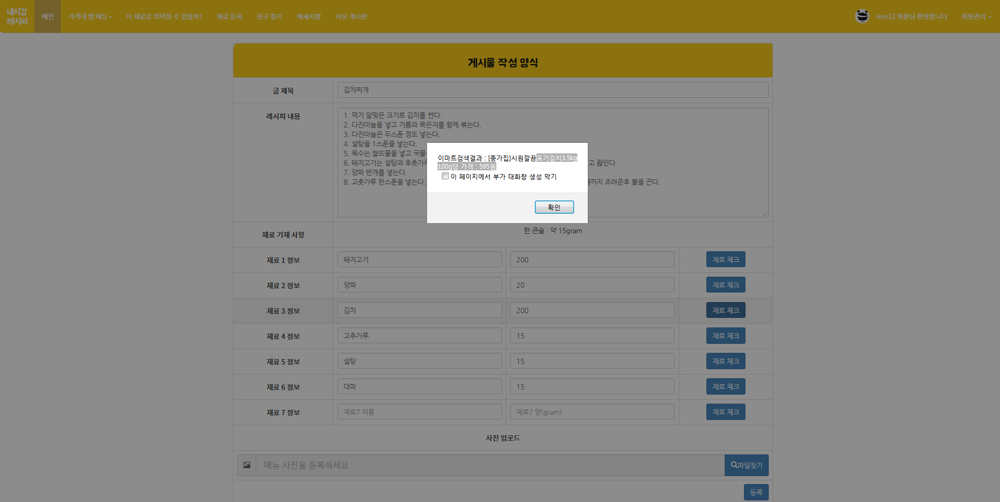 내지갑
레시피
메인
가격대 별 메뉴
이 재료로 뭐먹을 수 있을까?
재료 등록
친구 찾기
메세지함
자유 게시판
kim12 회원님 환영합니다
회원관리
게시물 작성 양식
글 제목
김치찌개
레시피 내용
1. 먹기 알맞은 크기로 김치를 썬다.
2. 다진마늘을 넣고 기름과 묵은지를 함께 볶는다.
3. 다진마늘은 두스푼 정도 넣는다.
4. 설탕을 1스푼을 넣는다.
5. 육수는 쌀뜨물을 넣고 국물
6. 돼지고기는 설탕과 후춧가루 고 끓인다.
7. 양파 반개를 넣는다.
8. 고춧가루 한스푼을 넣는다. 까지 조려준후 불을 끈다.
이마트검색결과 : [종가집]시원깔끔포기김치3.5kg
100g당 가격 : 595원
이 페이지에서 부가 대화창 생성 막기
확인
재료 기재 사항
한 큰술 : 약 15gram
재료 1 정보
돼지고기
200
재료 체크
재료 2 정보
양파
20
재료 체크
재료 3 정보
김치
200
재료 체크
재료 4 정보
고추가루
15
재료 체크
재료 5 정보
설탕
15
재료 체크
재료 6 정보
대파
15
재료 체크
재료 7 정보
재료7 이름
재료7 양(gram)
재료 체크
사진 업로드
메뉴 사진을 등록하세요
파일찾기
등록